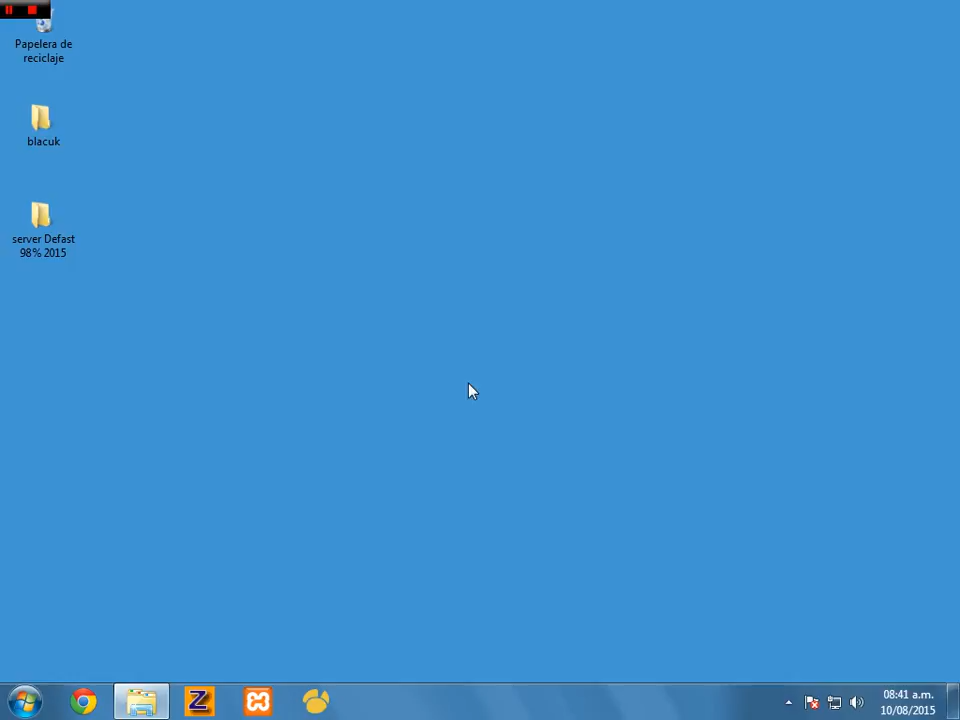 Papelera de
reciclaje
blacuk
server Defast
98% 2015
08:41 a.m.
10/08/2015